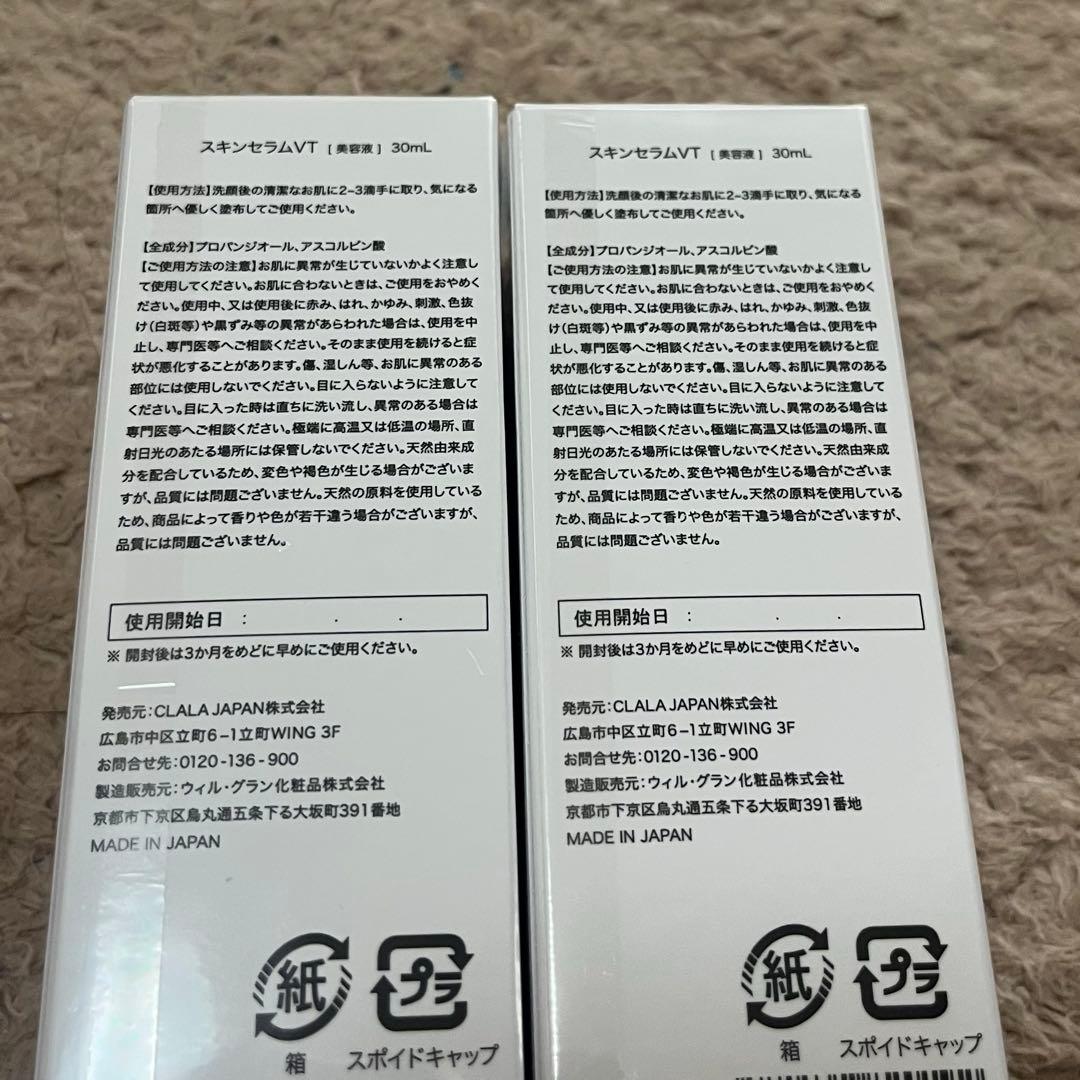 スキンセラムVT [ 美容液 ] 30mL
【使用方法】洗顔後の清潔なお肌に2-3滴手に取り、気になる
箇所へ優しく塗布してご使用ください。
【全成分】プロパンジオール、アスコルビン酸
【ご使用方法の注意】お肌に異常が生じていないかよく注意し
て使用してください。お肌に合わないときは、ご使用をおやめく
ださい。使用中、又は使用後に赤み、はれ、かゆみ、刺激、色抜
け(白斑等)や黒ずみ等の異常があらわれた場合は、使用を中
止し、専門医等へご相談ください。そのまま使用を続けると症
状が悪化することがあります。傷、湿しん等、お肌に異常のある
部位には使用しないでください。目に入らないように注意して
ください。目に入った時は直ちに洗い流し、異常のある場合は
専門医等へご相談ください。極端に高温又は低温の場所、直
射日光のあたる場所には保管しないでください。天然由来成
分を配合しているため、変色や褐色が生じる場合がございま
すが、品質には問題ございません。天然の原料を使用している
ため、商品によって香りや色が若干違う場合がございますが、
品質には問題ございません。
使用開始日 : . .
※ 開封後は3か月をめどに早めにご使用ください。
発売元:CLALA JAPAN株式会社
広島市中区立町6-1立町WING 3F
お問合せ先:0120-136-900
製造販売元:ウィル・グラン化粧品株式会社
京都市下京区烏丸通五条下る大坂町391番地
MADE IN JAPAN
紙 プラ
箱 スポイドキャップ
スキンセラムVT [ 美容液 ] 30mL
【使用方法】洗顔後の清潔なお肌に2-3滴手に取り、気になる
箇所へ優しく塗布してご使用ください。
【全成分】プロパンジオール、アスコルビン酸
【ご使用方法の注意】お肌に異常が生じていないかよく注意し
て使用してください。お肌に合わないときは、ご使用をおやめく
ださい。使用中、又は使用後に赤み、はれ、かゆみ、刺激、色抜
け(白斑等)や黒ずみ等の異常があらわれた場合は、使用を中
止し、専門医等へご相談ください。そのまま使用を続けると症
状が悪化することがあります。傷、湿しん等、お肌に異常のある
部位には使用しないでください。目に入らないように注意して
ください。目に入った時は直ちに洗い流し、異常のある場合は
専門医等へご相談ください。極端に高温又は低温の場所、直
射日光のあたる場所には保管しないでください。天然由来成
分を配合しているため、変色や褐色が生じる場合がございま
すが、品質には問題ございません。天然の原料を使用している
ため、商品によって香りや色が若干違う場合がございますが、
品質には問題ございません。
使用開始日 : . .
※ 開封後は3か月をめどに早めにご使用ください。
発売元:CLALA JAPAN株式会社
広島市中区立町6-1立町WING 3F
お問合せ先:0120-136-900
製造販売元:ウィル・グラン化粧品株式会社
京都市下京区烏丸通五条下る大坂町391番地
MADE IN JAPAN
紙 プラ
箱 スポイドキャップ